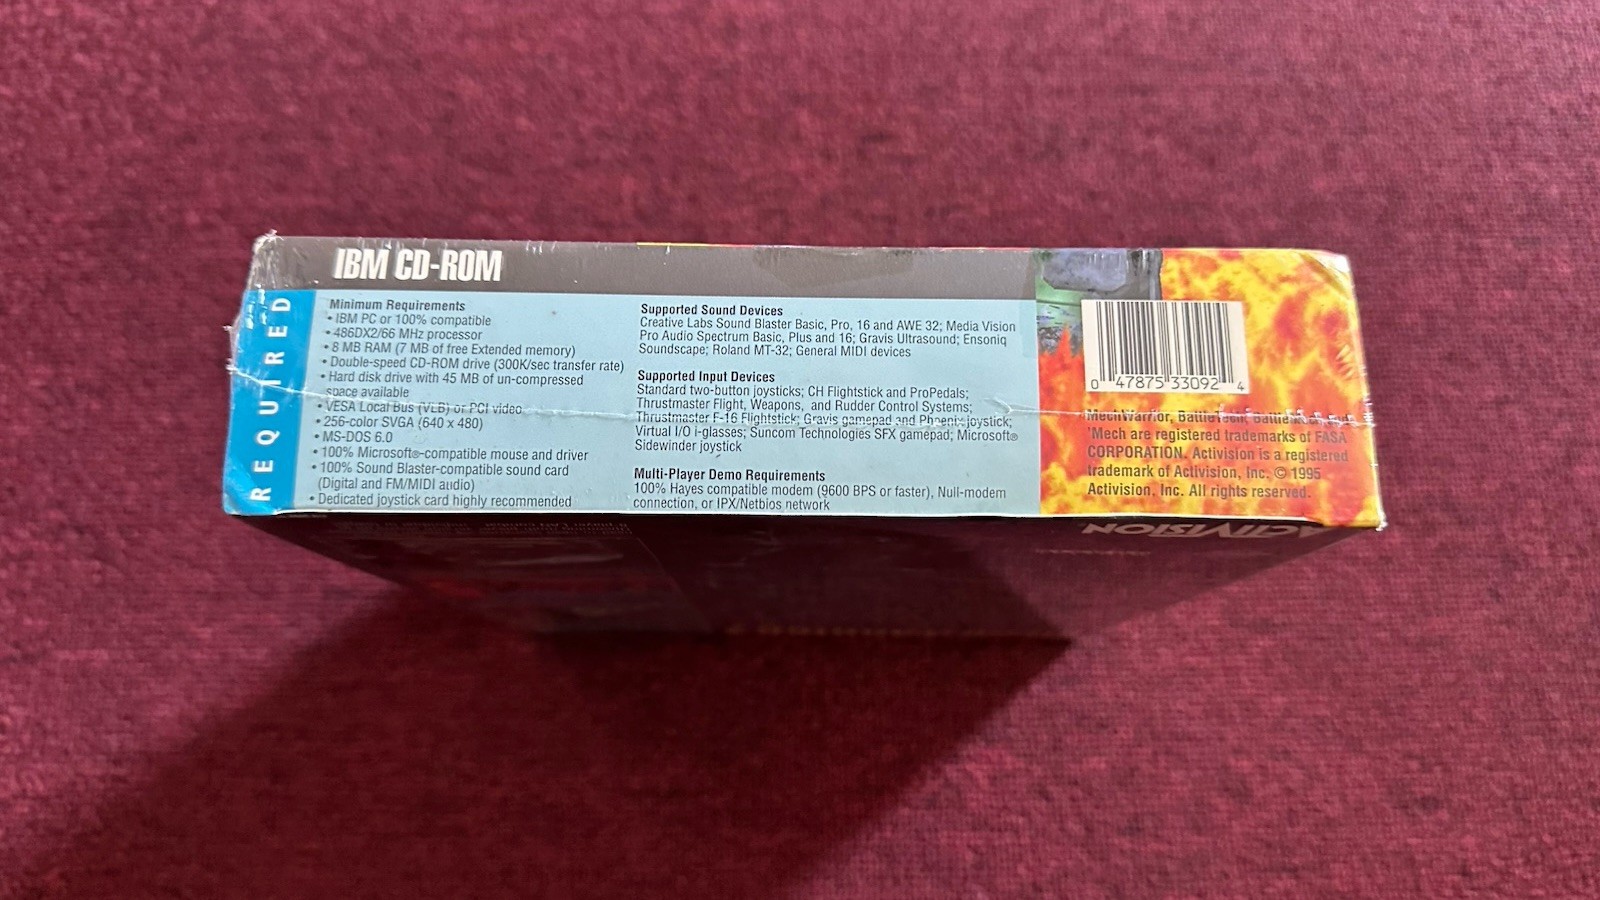 IBM CD-ROM
REQUIRED
Minimum Requirements
• IBM PC or 100% compatible
• 486DX2/66 MHz processor
• 8 MB RAM (7 MB of free Extended memory)
• Double-speed CD-ROM drive (300K/sec transfer rate)
• Hard disk drive with 45 MB of un-compressed
space available
• VESA Local Bus (VLB) or PCI video
• 256-color SVGA (640 x 480)
• MS-DOS 6.0
• 100% Microsoft®-compatible mouse and driver
• 100% Sound Blaster-compatible sound card
(Digital and FM/MIDI audio)
• Dedicated joystick card highly recommended
Supported Sound Devices
Creative Labs Sound Blaster Basic, Pro, 16 and AWE 32; Media Vision
Pro Audio Spectrum Basic, Plus and 16; Gravis Ultrasound; Ensoniq
Soundscape; Roland MT-32; General MIDI devices
Supported Input Devices
Standard two-button joysticks; CH Flightstick and ProPedals;
Thrustmaster Flight, Weapons, and Rudder Control Systems;
Thrustmaster F-16 Flightstick; Gravis gamepad and Phoenix joystick;
Virtual I/O i-glasses; Suncom Technologies SFX gamepad; Microsoft®
Sidewinder joystick
Multi-Player Demo Requirements
100% Hayes compatible modem (9600 BPS or faster), Null-modem
connection, or IPX/Netbios network
0 47875 33092 4
MechWarrior, BattleTech, and
'Mech are registered trademarks of FASA
CORPORATION. Activision is a registered
trademark of Activision, Inc. © 1995
Activision, Inc. All rights reserved.
ACTIVISION